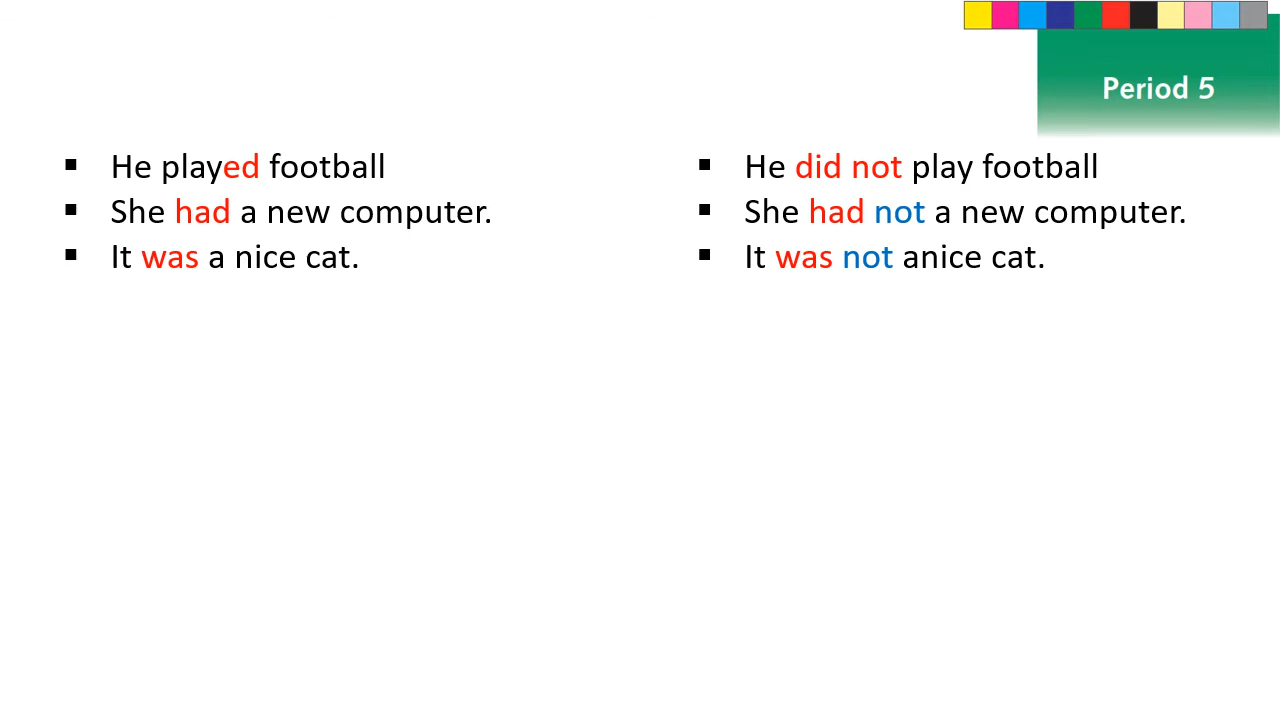 Period 5
▪ He played football
▪ She had a new computer.
▪ It was a nice cat.
▪ He did not play football
▪ She had not a new computer.
▪ It was not anice cat.